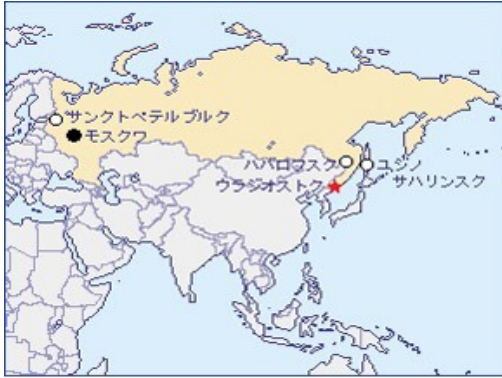 サンクトペテルブルク
モスクワ
ハバロフスク
ユジノ
サハリンスク
ウラジオストク